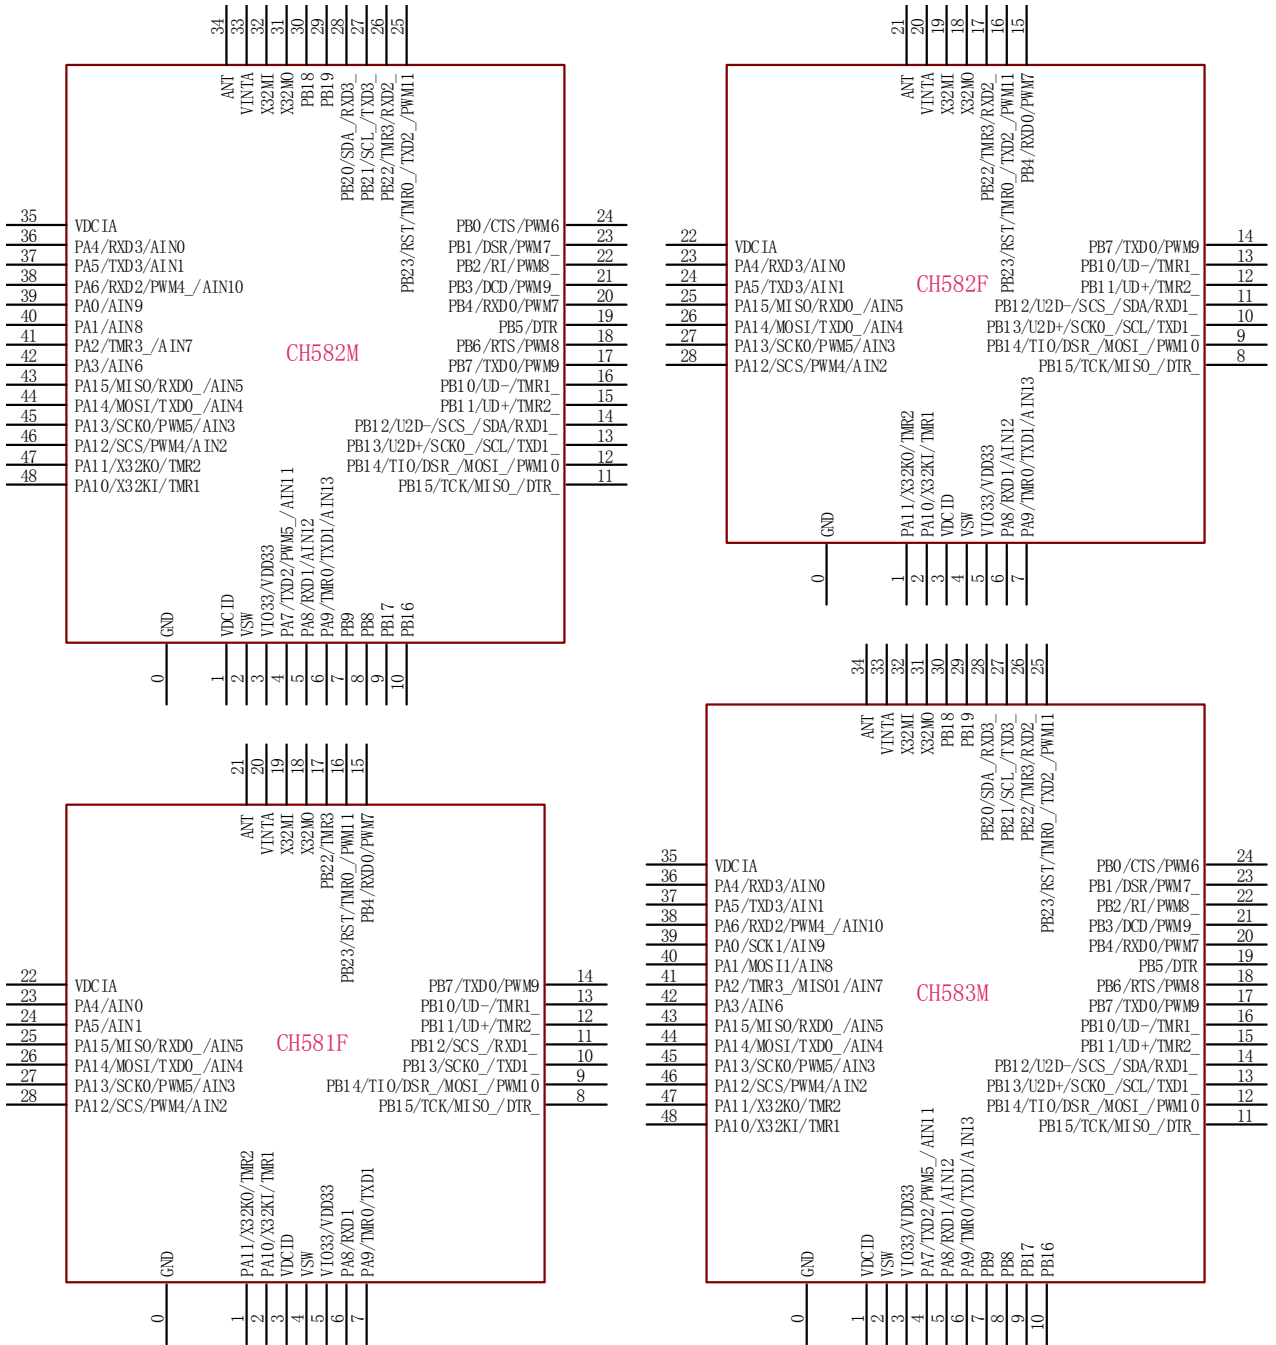 CH582M
34 ANT
33 VINTA
32 X32MI
31 X32MO
30 PB18
29 PB19
28 PB20/SDA_/RXD3_
27 PB21/SCL_/TXD3_
26 PB22/TMR3/RXD2_
25 PB23/RST/TMR0_/TXD2_/PWM11
35 VDCIA
36 PA4/RXD3/AIN0
37 PA5/TXD3/AIN1
38 PA6/RXD2/PWM4_/AIN10
39 PA0/AIN9
40 PA1/AIN8
41 PA2/TMR3_/AIN7
42 PA3/AIN6
43 PA15/MISO/RXD0_/AIN5
44 PA14/MOSI/TXD0_/AIN4
45 PA13/SCK0/PWM5/AIN3
46 PA12/SCS/PWM4/AIN2
47 PA11/X32KO/TMR2
48 PA10/X32KI/TMR1
PB0/CTS/PWM6 24
PB1/DSR/PWM7_ 23
PB2/RI/PWM8_ 22
PB3/DCD/PWM9_ 21
PB4/RXD0/PWM7 20
PB5/DTR 19
PB6/RTS/PWM8 18
PB7/TXD0/PWM9 17
PB10/UD-/TMR1_ 16
PB11/UD+/TMR2_ 15
PB12/U2D-/SCS_/SDA/RXD1_ 14
PB13/U2D+/SCK0_/SCL/TXD1_ 13
PB14/TIO/DSR_/MOSI_/PWM10 12
PB15/TCK/MISO_/DTR_ 11
0 GND
1 VDCID
2 VSW
3 VIO33/VDD33
4 PA7/TXD2/PWM5_/AIN11
5 PA8/RXD1/AIN12
6 PA9/TMR0/TXD1/AIN13
7 PB9
8 PB8
9 PB17
10 PB16
CH582F
21 ANT
20 VINTA
19 X32MI
18 X32MO
17 PB22/TMR3/RXD2_
16 PB23/RST/TMR0_/TXD2_/PWM11
15 PB4/RXD0/PWM7
22 VDCIA
23 PA4/RXD3/AIN0
24 PA5/TXD3/AIN1
25 PA15/MISO/RXD0_/AIN5
26 PA14/MOSI/TXD0_/AIN4
27 PA13/SCK0/PWM5/AIN3
28 PA12/SCS/PWM4/AIN2
PB7/TXD0/PWM9 14
PB10/UD-/TMR1_ 13
PB11/UD+/TMR2_ 12
PB12/U2D-/SCS_/SDA/RXD1_ 11
PB13/U2D+/SCK0_/SCL/TXD1_ 10
PB14/TIO/DSR_/MOSI_/PWM10 9
PB15/TCK/MISO_/DTR_ 8
0 GND
1 PA11/X32KO/TMR2
2 PA10/X32KI/TMR1
3 VDCID
4 VSW
5 VIO33/VDD33
6 PA8/RXD1/AIN12
7 PA9/TMR0/TXD1/AIN13
CH581F
21 ANT
20 VINTA
19 X32MI
18 X32MO
17 PB22/TMR3
16 PB23/RST/TMR0_/PWM11
15 PB4/RXD0/PWM7
22 VDCIA
23 PA4/AIN0
24 PA5/AIN1
25 PA15/MISO/RXD0_/AIN5
26 PA14/MOSI/TXD0_/AIN4
27 PA13/SCK0/PWM5/AIN3
28 PA12/SCS/PWM4/AIN2
PB7/TXD0/PWM9 14
PB10/UD-/TMR1_ 13
PB11/UD+/TMR2_ 12
PB12/SCS_/RXD1_ 11
PB13/SCK0_/TXD1_ 10
PB14/TIO/DSR_/MOSI_/PWM10 9
PB15/TCK/MISO_/DTR_ 8
0 GND
1 PA11/X32KO/TMR2
2 PA10/X32KI/TMR1
3 VDCID
4 VSW
5 VIO33/VDD33
6 PA8/RXD1
7 PA9/TMR0/TXD1
CH583M
34 ANT
33 VINTA
32 X32MI
31 X32MO
30 PB18
29 PB19
28 PB20/SDA_/RXD3_
27 PB21/SCL_/TXD3_
26 PB22/TMR3/RXD2_
25 PB23/RST/TMR0_/TXD2_/PWM11
35 VDCIA
36 PA4/RXD3/AIN0
37 PA5/TXD3/AIN1
38 PA6/RXD2/PWM4_/AIN10
39 PA0/SCK1/AIN9
40 PA1/MOSI1/AIN8
41 PA2/TMR3_/MISO1/AIN7
42 PA3/AIN6
43 PA15/MISO/RXD0_/AIN5
44 PA14/MOSI/TXD0_/AIN4
45 PA13/SCK0/PWM5/AIN3
46 PA12/SCS/PWM4/AIN2
47 PA11/X32KO/TMR2
48 PA10/X32KI/TMR1
PB0/CTS/PWM6 24
PB1/DSR/PWM7_ 23
PB2/RI/PWM8_ 22
PB3/DCD/PWM9_ 21
PB4/RXD0/PWM7 20
PB5/DTR 19
PB6/RTS/PWM8 18
PB7/TXD0/PWM9 17
PB10/UD-/TMR1_ 16
PB11/UD+/TMR2_ 15
PB12/U2D-/SCS_/SDA/RXD1_ 14
PB13/U2D+/SCK0_/SCL/TXD1_ 13
PB14/TIO/DSR_/MOSI_/PWM10 12
PB15/TCK/MISO_/DTR_ 11
0 GND
1 VDCID
2 VSW
3 VIO33/VDD33
4 PA7/TXD2/PWM5_/AIN11
5 PA8/RXD1/AIN12
6 PA9/TMR0/TXD1/AIN13
7 PB9
8 PB8
9 PB17
10 PB16